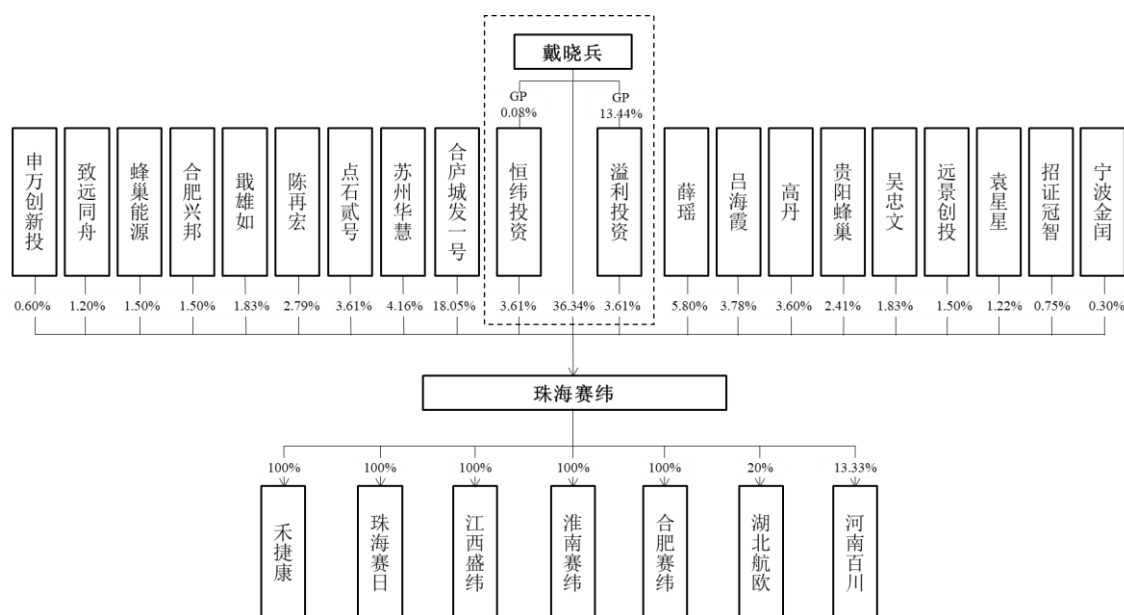 戴晓兵
GP
0.08%
GP
13.44%
申万创新投
致远同舟
蜂巢能源
合肥兴邦
戢雄如
陈再宏
点石贰号
苏州华慧
合庐城发一号
恒纬投资
溢利投资
薛瑶
吕海霞
高丹
贵阳蜂巢
吴忠文
远景创投
袁星星
招证冠智
宁波金闰
0.60%
1.20%
1.50%
1.50%
1.83%
2.79%
3.61%
4.16%
18.05%
3.61%
36.34%
3.61%
5.80%
3.78%
3.60%
2.41%
1.83%
1.50%
1.22%
0.75%
0.30%
珠海赛纬
100%
100%
100%
100%
100%
20%
13.33%
禾捷康
珠海赛日
江西盛纬
淮南赛纬
合肥赛纬
湖北航欧
河南百川